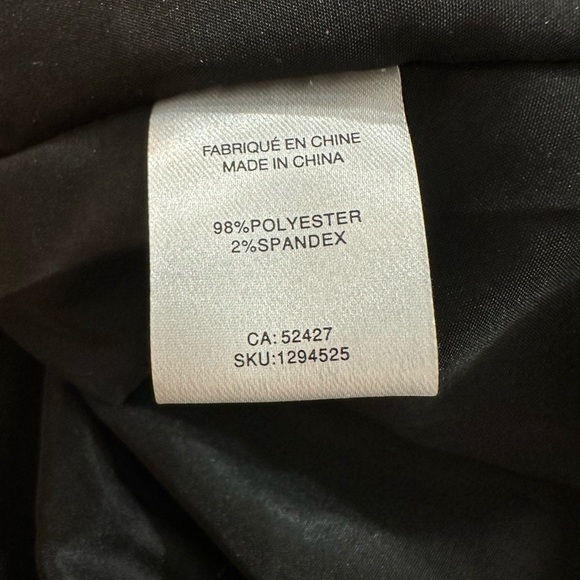 FABRIQUÉ EN CHINE
MADE IN CHINA
98%POLYESTER
2%SPANDEX
CA: 52427
SKU:1294525